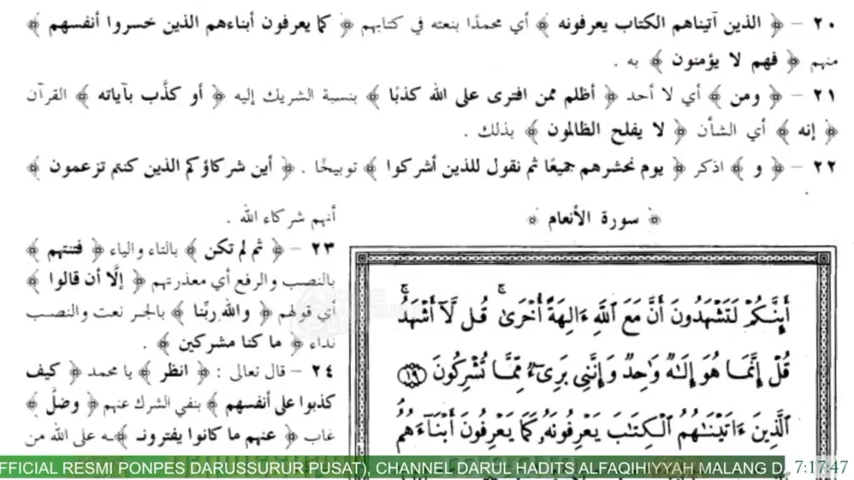 ٢٠ – ﴿ الذين آتيناهم الكتاب يعرفونه ﴾ أي محمدًا بنعته في كتابهم ﴿ كما يعرفون أبناءهم الذين خسروا أنفسهم ﴾
منهم ﴿ فهم لا يؤمنون ﴾ به .
٢١ – ﴿ ومن ﴾ أي لا أحد ﴿ أظلم ممن افترى على الله كذبًا ﴾ بنسبة الشريك إليه ﴿ أو كذَّب بآياته ﴾ القرآن
﴿ إنه ﴾ أي الشأن ﴿ لا يفلح الظالمون ﴾ بذلك .
٢٢ – ﴿ و ﴾ اذكر ﴿ يوم نحشرهم جميعًا ثم نقول للذين أشركوا ﴾ توبيخًا . ﴿ أين شركاؤكم الذين كنتم تزعمون ﴾
أنهم شركاء الله .
٢٣ – ﴿ ثم لم تكن ﴾ بالتاء والياء ﴿ فتنتهم ﴾
بالنصب والرفع أي معذرتهم ﴿ إلَّا أن قالوا ﴾
أي قولهم ﴿ والله ربِّنا ﴾ بالجر نعت والنصب
نداء ﴿ ما كنا مشركين ﴾ .
٢٤ – قال تعالى : ﴿ انظر ﴾ يا محمد ﴿ كيف
كذبوا على أنفسهم ﴾ بنفي الشرك عنهم ﴿ وضلَّ ﴾
غاب ﴿ عنهم ما كانوا يفترونـ ﴾ـه على الله من
﴿ سورة الأنعام ﴾
أَئِنَّكُمْ لَتَشْهَدُونَ أَنَّ مَعَ ٱللَّهِ ءَالِهَةً أُخْرَىٰ ۚ قُل لَّآ أَشْهَدُ ۚ
قُلْ إِنَّمَا هُوَ إِلَٰهٌ وَٰحِدٌ وَإِنَّنِى بَرِىٓءٌ مِّمَّا تُشْرِكُونَ ١٩
ٱلَّذِينَ ءَاتَيْنَٰهُمُ ٱلْكِتَٰبَ يَعْرِفُونَهُۥ كَمَا يَعْرِفُونَ أَبْنَآءَهُمُ
OFFICIAL RESMI PONPES DARUSSURUR PUSAT), CHANNEL DARUL HADITS ALFAQIHIYYAH MALANG D 7:17:47